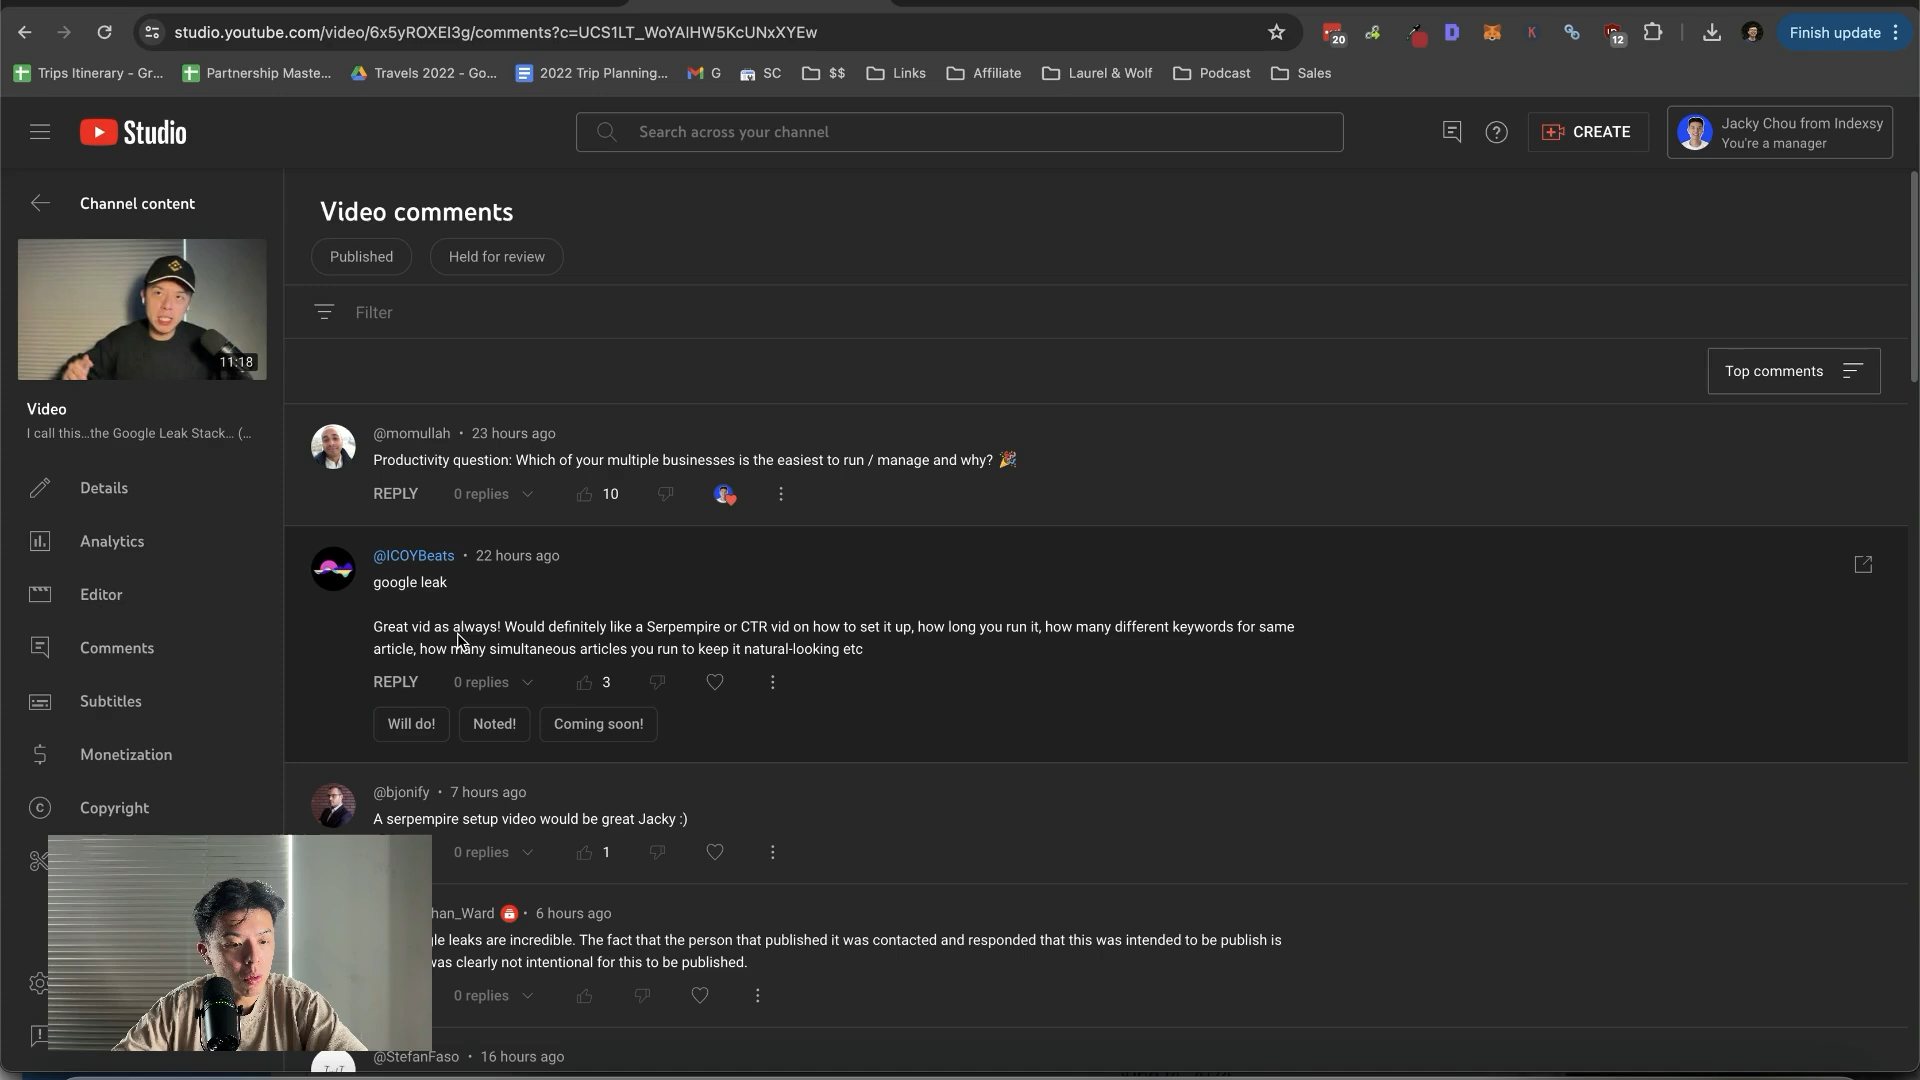 studio.youtube.com/video/6x5yROXEI3g/comments?c=UCS1LT_WoYAlHW5KcUNxXYEw
20
D
K
12
Finish update
Trips Itinerary - Gr...
Partnership Maste...
Travels 2022 - Go...
2022 Trip Planning...
G
SC
$$
Links
Affiliate
Laurel & Wolf
Podcast
Sales
Studio
Search across your channel
CREATE
Jacky Chou from Indexsy
You're a manager
Channel content
11:18
Video
I call this...the Google Leak Stack... (...
Details
Analytics
Editor
Comments
Subtitles
Monetization
Copyright
Video comments
Published
Held for review
Filter
Top comments
@momullah • 23 hours ago
Productivity question: Which of your multiple businesses is the easiest to run / manage and why? 🎉
REPLY 0 replies 10
@ICOYBeats • 22 hours ago
google leak
Great vid as always! Would definitely like a Serpempire or CTR vid on how to set it up, how long you run it, how many different keywords for same
article, how many simultaneous articles you run to keep it natural-looking etc
REPLY 0 replies 3
Will do! Noted! Coming soon!
@bjonify • 7 hours ago
A serpempire setup video would be great Jacky :)
0 replies 1
han_Ward • 6 hours ago
le leaks are incredible. The fact that the person that published it was contacted and responded that this was intended to be publish is
was clearly not intentional for this to be published.
0 replies
@StefanFaso • 16 hours ago